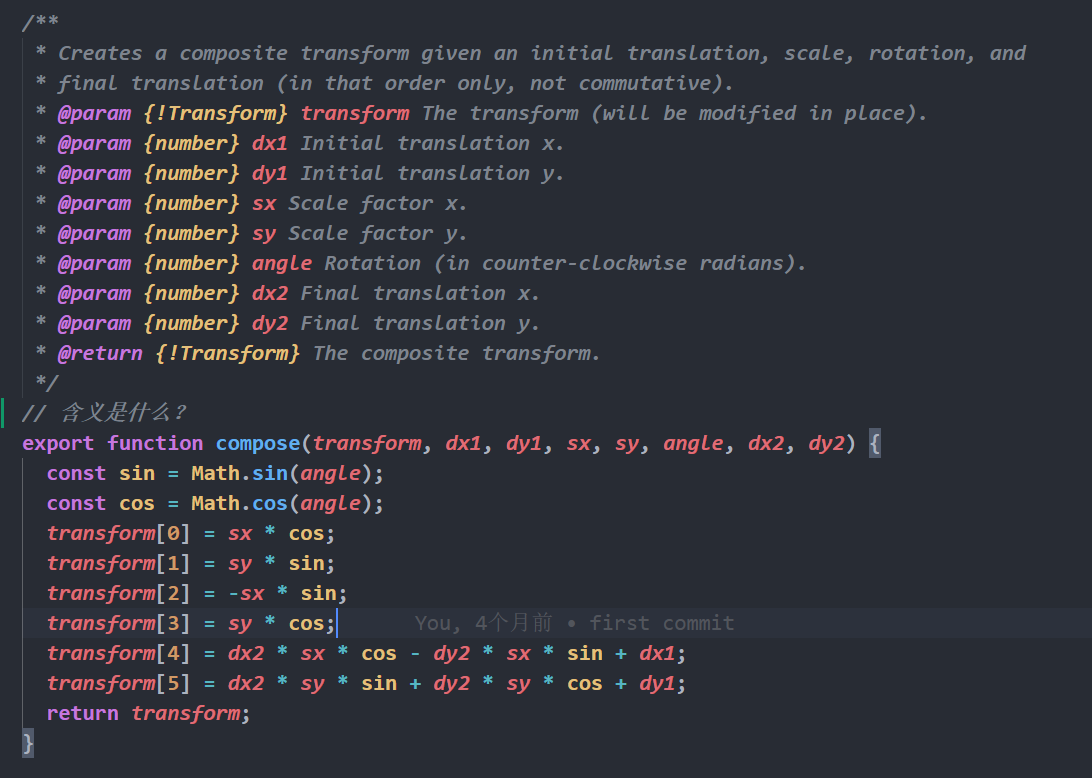 /**
 * Creates a composite transform given an initial translation, scale, rotation, and
 * final translation (in that order only, not commutative).
 * @param {!Transform} transform The transform (will be modified in place).
 * @param {number} dx1 Initial translation x.
 * @param {number} dy1 Initial translation y.
 * @param {number} sx Scale factor x.
 * @param {number} sy Scale factor y.
 * @param {number} angle Rotation (in counter-clockwise radians).
 * @param {number} dx2 Final translation x.
 * @param {number} dy2 Final translation y.
 * @return {!Transform} The composite transform.
 */
// 含义是什么?
export function compose(transform, dx1, dy1, sx, sy, angle, dx2, dy2) {
  const sin = Math.sin(angle);
  const cos = Math.cos(angle);
  transform[0] = sx * cos;
  transform[1] = sy * sin;
  transform[2] = -sx * sin;
  transform[3] = sy * cos; You, 4个月前 • first commit
  transform[4] = dx2 * sx * cos - dy2 * sx * sin + dx1;
  transform[5] = dx2 * sy * sin + dy2 * sy * cos + dy1;
  return transform;
}